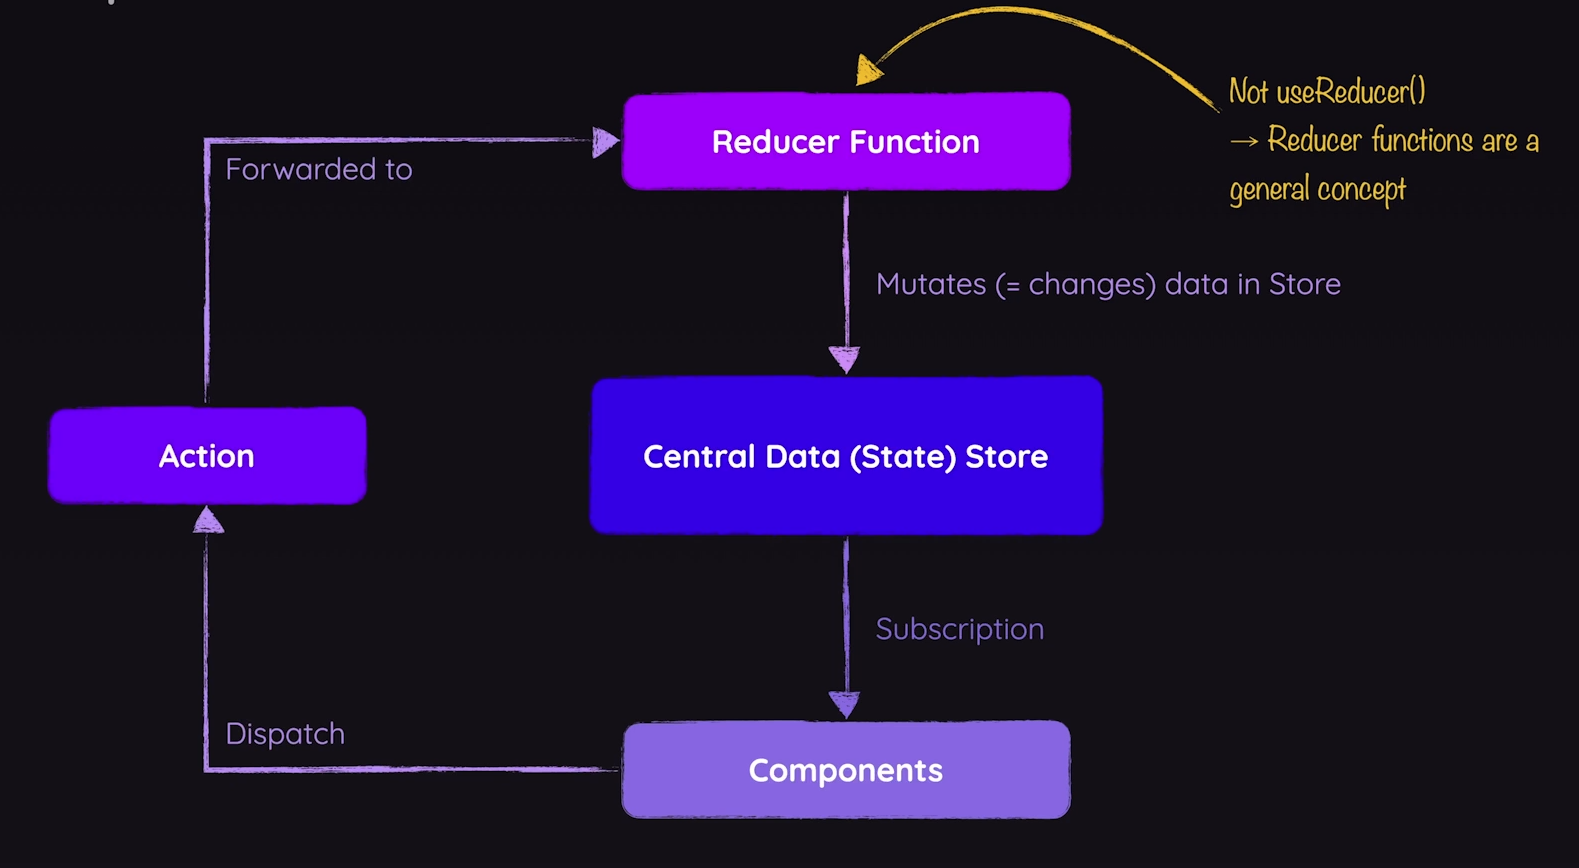 Not useReducer()
→ Reducer functions are a
general concept
Reducer Function
Forwarded to
Mutates (= changes) data in Store
Action
Central Data (State) Store
Subscription
Dispatch
Components